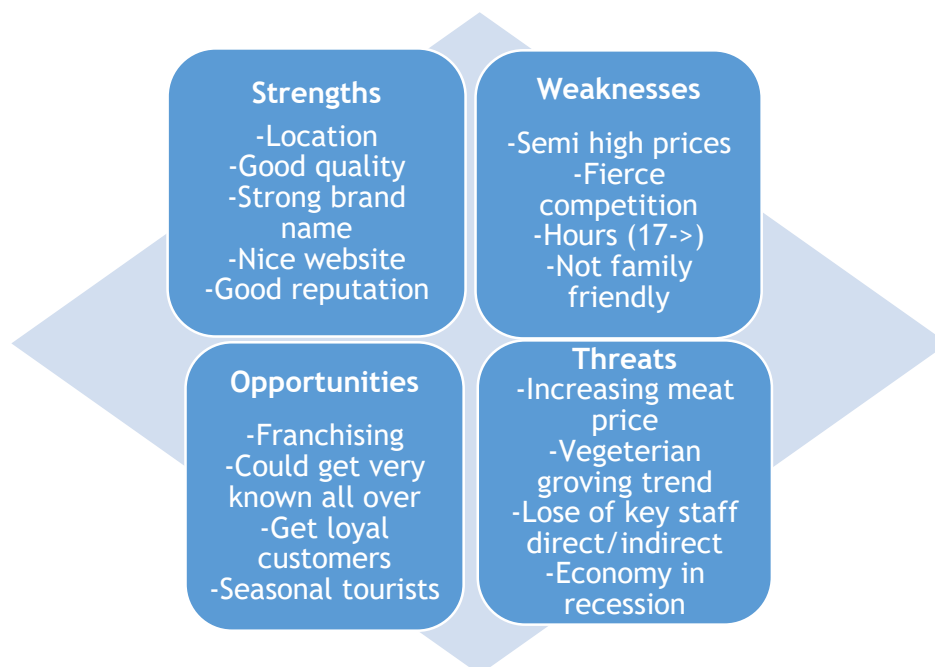 Strengths
-Location
-Good quality
-Strong brand
name
-Nice website
-Good reputation
Weaknesses
-Semi high prices
-Fierce
competition
-Hours (17->)
-Not family
friendly
Opportunities
-Franchising
-Could get very
known all over
-Get loyal
customers
-Seasonal tourists
Threats
-Increasing meat
price
-Vegeterian
groving trend
-Lose of key staff
direct/indirect
-Economy in
recession